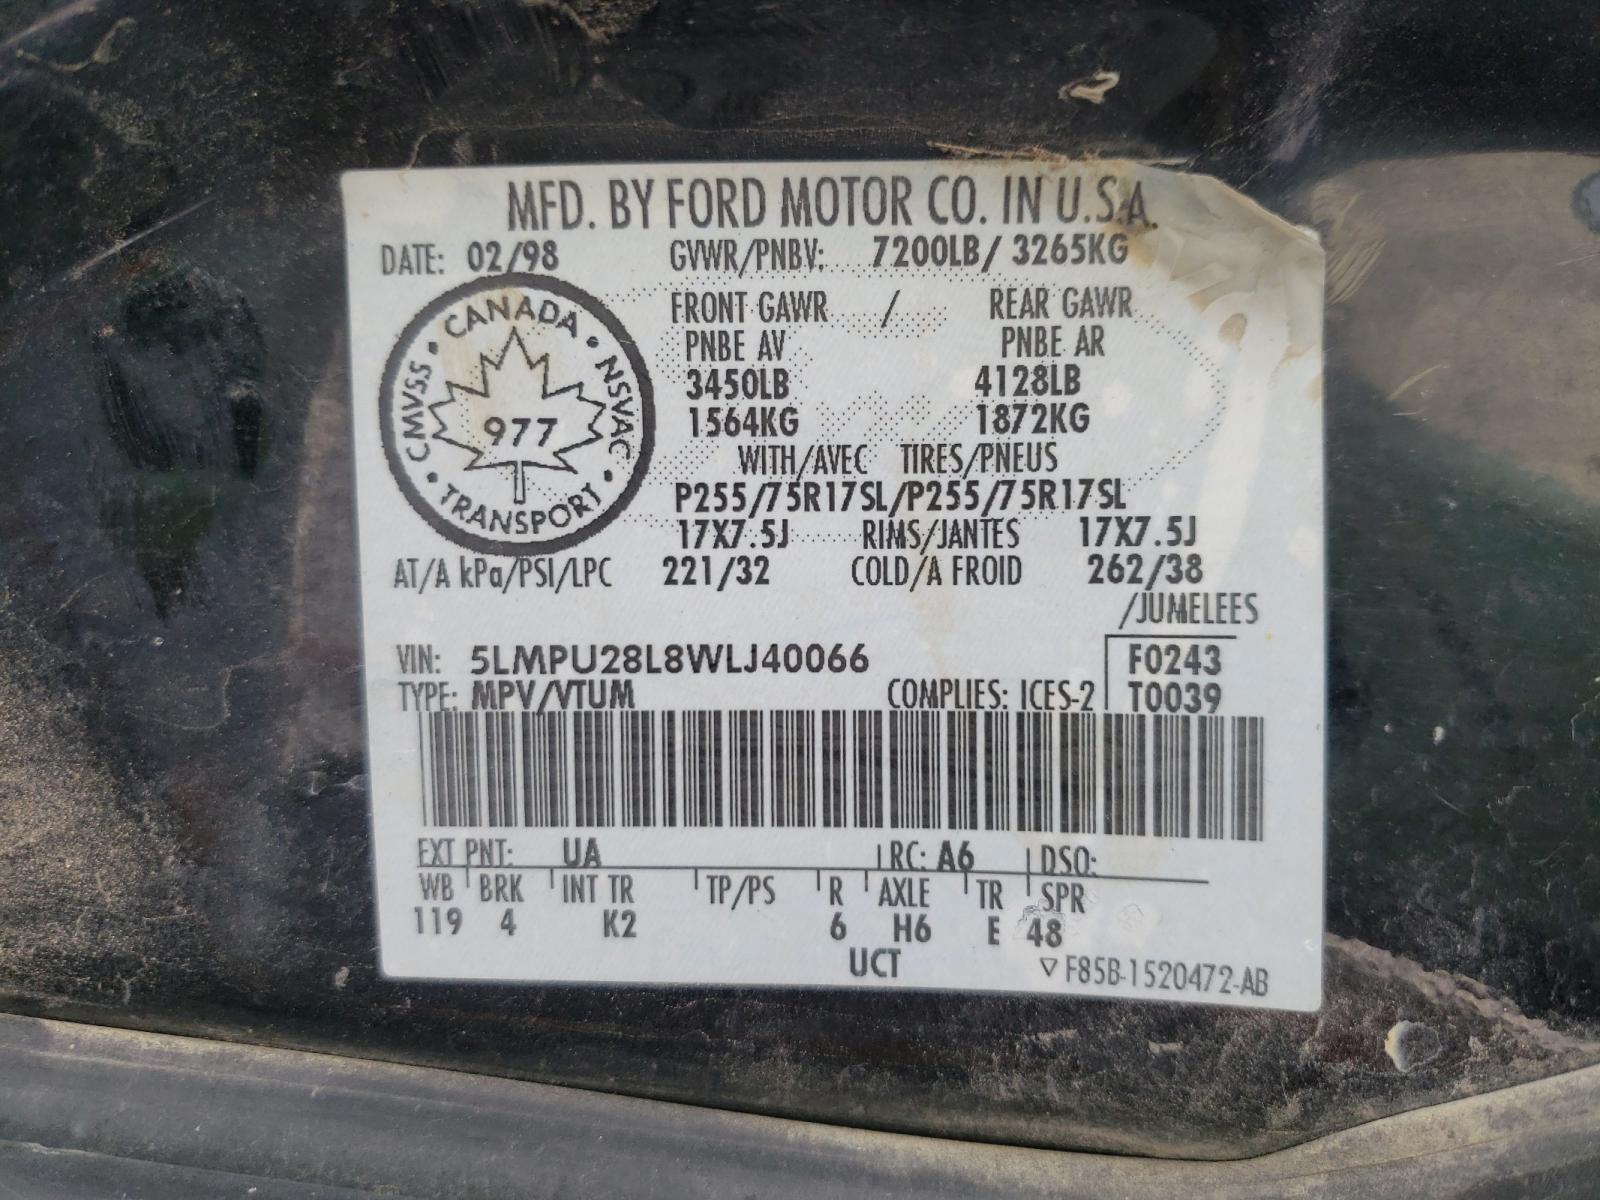 MFD. BY FORD MOTOR CO. IN U.S.A.
DATE: 02/98 GVWR/PNBV: 7200LB/ 3265KG
CANADA
CMVSS
NSVAC
977
TRANSPORT
FRONT GAWR / REAR GAWR
PNBE AV PNBE AR
3450LB 4128LB
1564KG 1872KG
WITH/AVEC TIRES/PNEUS
P255/75R17SL/P255/75R17SL
17X7.5J RIMS/JANTES 17X7.5J
AT/A kPa/PSI/LPC 221/32 COLD/A FROID 262/38
/JUMELEES
VIN: 5LMPU28L8WLJ40066 F0243
TYPE: MPV/VTUM COMPLIES: ICES-2 T0039
EXT PNT: UA RC: A6 DSO:
WB BRK INT TR TP/PS R AXLE TR SPR
119 4 K2 6 H6 E 48
UCT ▽ F85B-1520472-AB